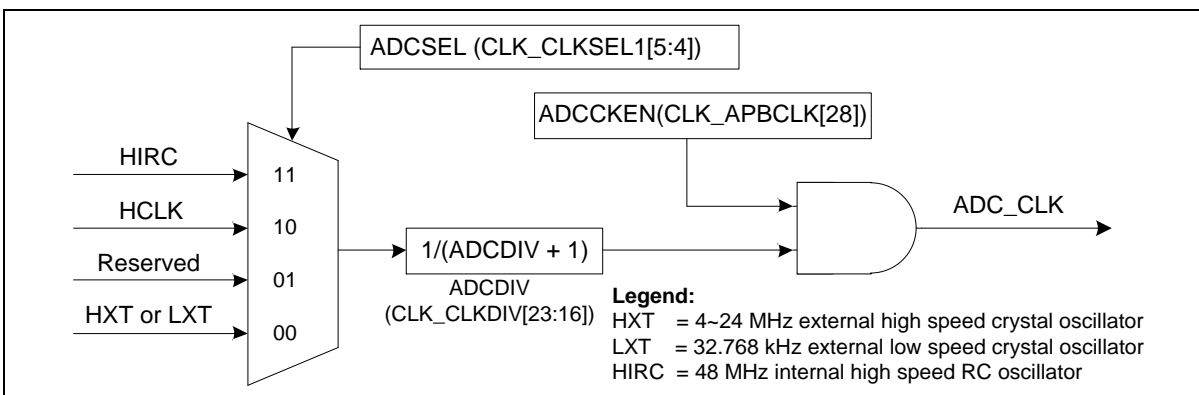 ADCSEL (CLK_CLKSEL1[5:4])
ADCCKEN(CLK_APBCLK[28])
HIRC
11
HCLK
10
Reserved
01
HXT or LXT
00
1/(ADCDIV + 1)
ADCDIV
(CLK_CLKDIV[23:16])
ADC_CLK
Legend:
HXT = 4~24 MHz external high speed crystal oscillator
LXT = 32.768 kHz external low speed crystal oscillator
HIRC = 48 MHz internal high speed RC oscillator